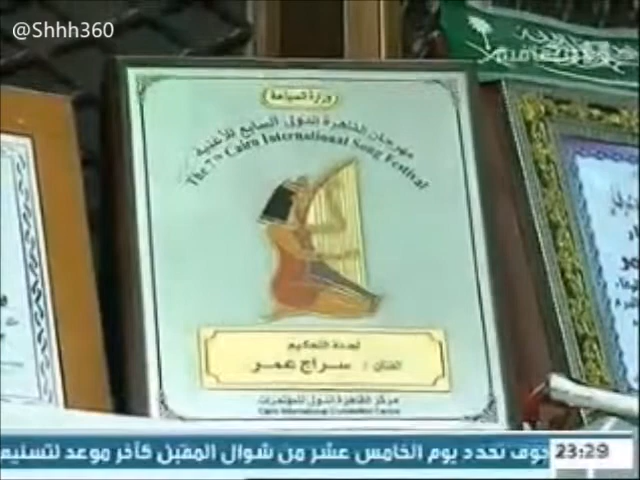 @Shhh360
وزارة السياحة
مهرجان القاهرة الدولى السابع للأغنية
The 7th Cairo International Song Festival
لجنة التحكيم
الفنان : سراج عمر
مركز القاهرة الدولى للمؤتمرات
Cairo International Convention Centre
جوف تحدد يوم الخامس عشر من شوال المقبل كآخر موعد لتسليم
23:29